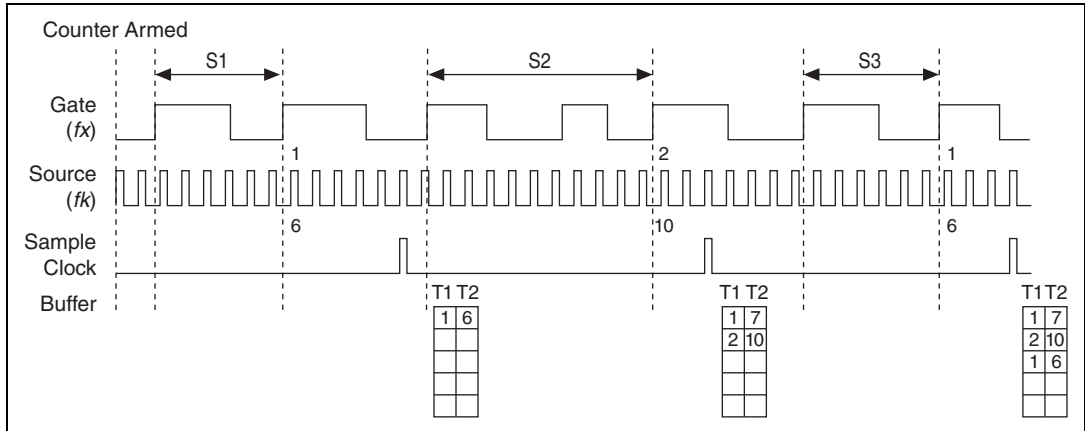 Counter Armed
S1 S2 S3
Gate
(fx)
1 2 1
Source
(fk)
6 10 6
Sample
Clock
Buffer
T1 T2 T1 T2 T1 T2
1 6 1 7 1 7
2 10 2 10
1 6